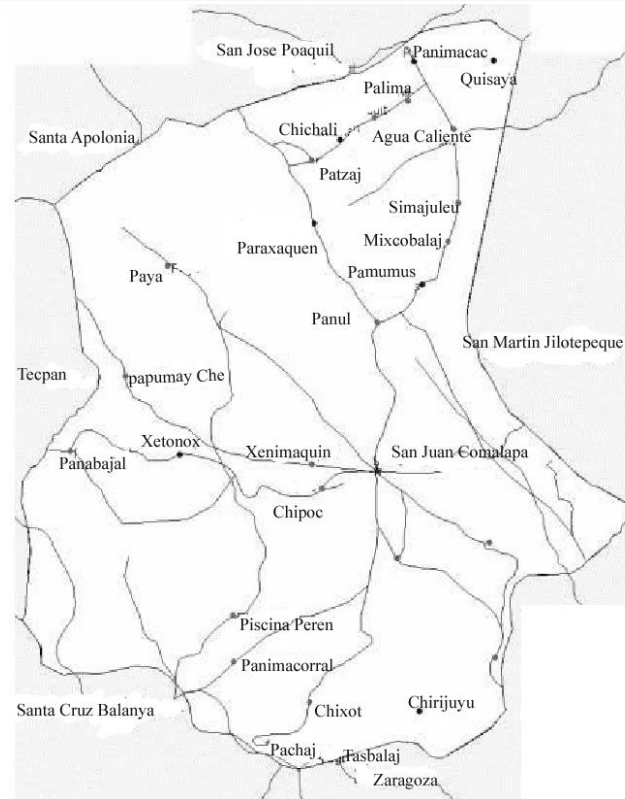 San Jose Poaquil
Panimacac
Quisaya
Palima
Chichali
Agua Caliente
Santa Apolonia
Patzaj
Simajuleu
Mixcobalaj
Paraxaquen
Pamumus
Paya
Panul
San Martin Jilotepeque
Tecpan
papumay Che
Xetonox
Xenimaquin
San Juan Comalapa
Panabajal
Chipoc
Piscina Peren
Panimacorral
Santa Cruz Balanya
Chixot
Chirijuyu
Pachaj
Tasbalaj
Zaragoza